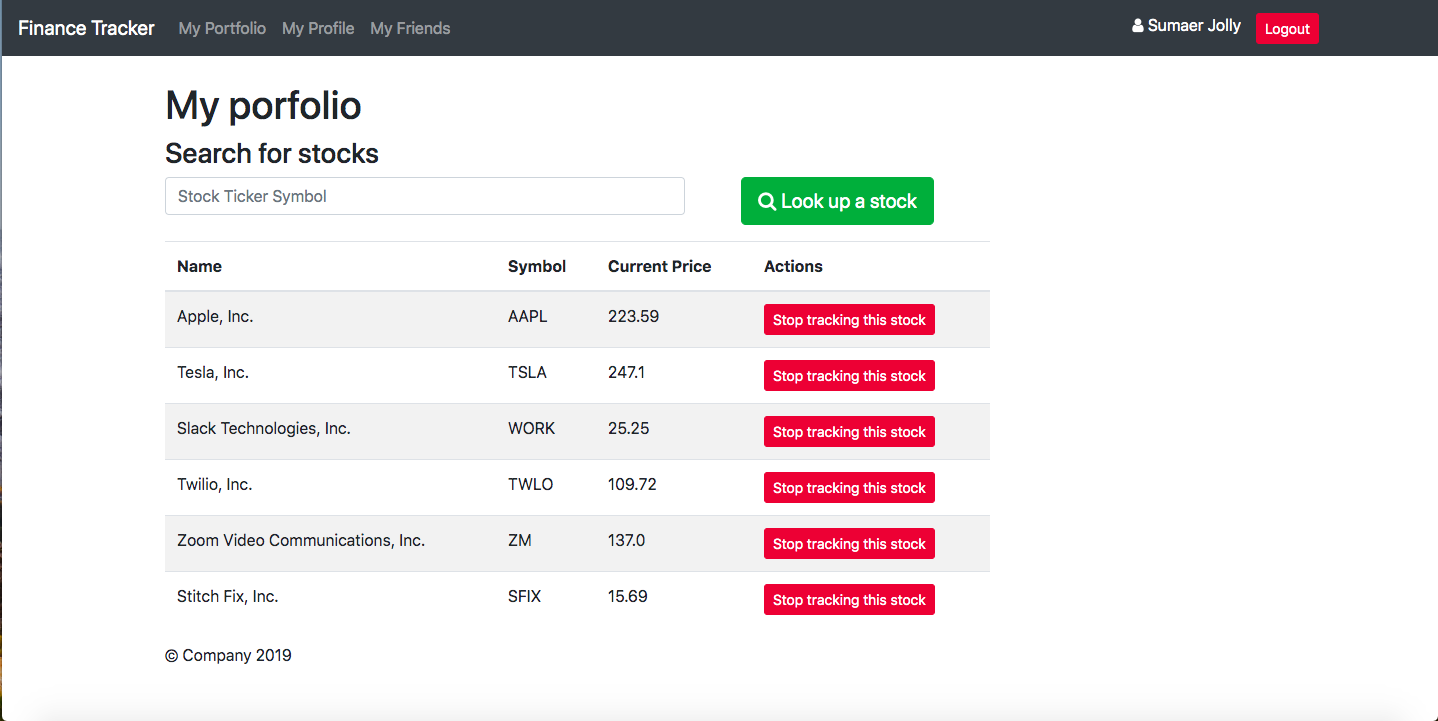 Finance Tracker My Portfolio My Profile My Friends Sumaer Jolly Logout
My porfolio
Search for stocks
Stock Ticker Symbol Look up a stock
Name Symbol Current Price Actions
Apple, Inc. AAPL 223.59 Stop tracking this stock
Tesla, Inc. TSLA 247.1 Stop tracking this stock
Slack Technologies, Inc. WORK 25.25 Stop tracking this stock
Twilio, Inc. TWLO 109.72 Stop tracking this stock
Zoom Video Communications, Inc. ZM 137.0 Stop tracking this stock
Stitch Fix, Inc. SFIX 15.69 Stop tracking this stock
© Company 2019